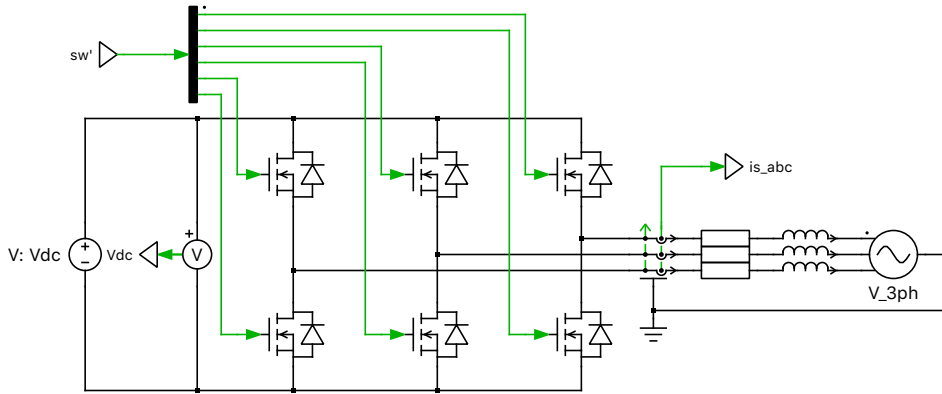 sw'
is_abc
V: Vdc
Vdc
+
V
+
−
V_3ph